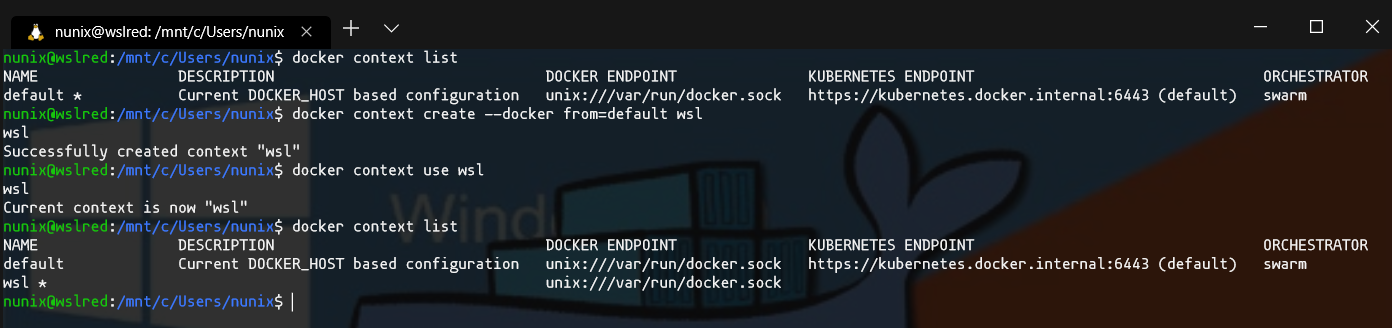 nunix@wslred: /mnt/c/Users/nunix
nunix@wslred:/mnt/c/Users/nunix$ docker context list
NAME DESCRIPTION DOCKER ENDPOINT KUBERNETES ENDPOINT ORCHESTRATOR
default * Current DOCKER_HOST based configuration unix:///var/run/docker.sock https://kubernetes.docker.internal:6443 (default) swarm
nunix@wslred:/mnt/c/Users/nunix$ docker context create --docker from=default wsl
wsl
Successfully created context "wsl"
nunix@wslred:/mnt/c/Users/nunix$ docker context use wsl
wsl
Current context is now "wsl"
nunix@wslred:/mnt/c/Users/nunix$ docker context list
NAME DESCRIPTION DOCKER ENDPOINT KUBERNETES ENDPOINT ORCHESTRATOR
default Current DOCKER_HOST based configuration unix:///var/run/docker.sock https://kubernetes.docker.internal:6443 (default) swarm
wsl * unix:///var/run/docker.sock
nunix@wslred:/mnt/c/Users/nunix$